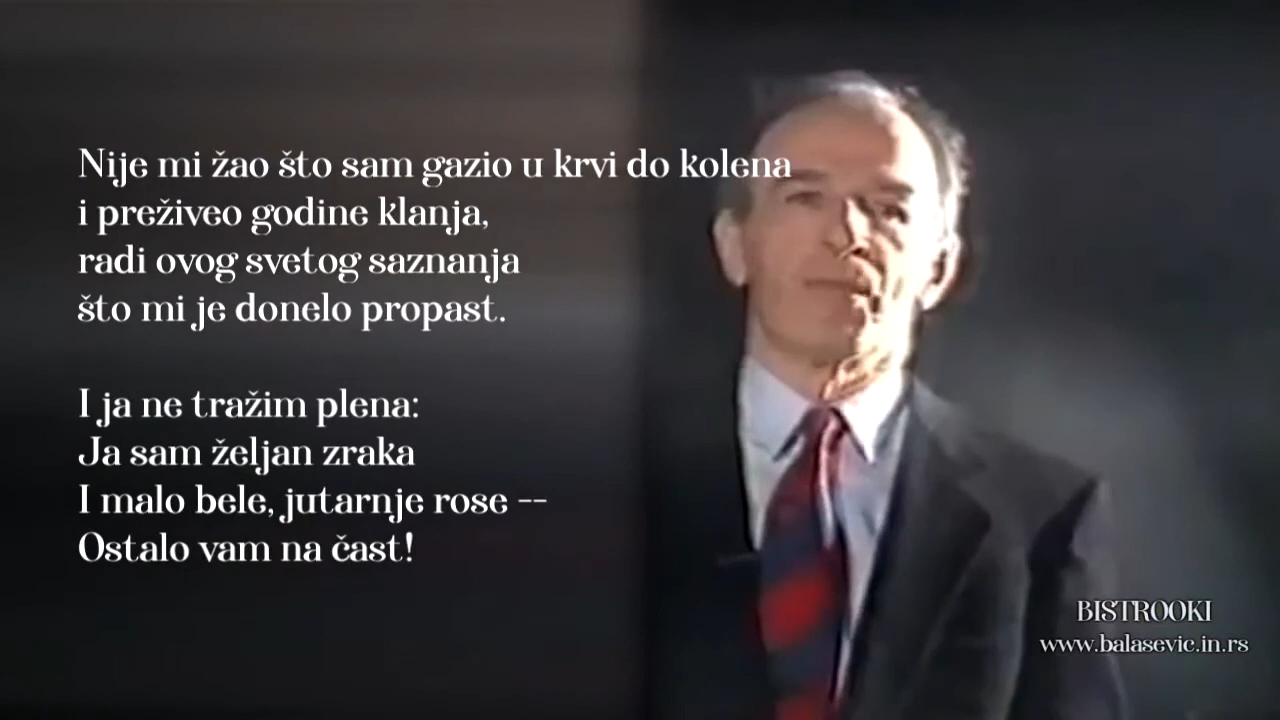 Nije mi žao što sam gazio u krvi do kolena
i preživeo godine klanja,
radi ovog svetog saznanja
što mi je donelo propast.
I ja ne tražim plena:
Ja sam željan zraka
I malo bele, jutarnje rose --
Ostalo vam na čast!
BISTROOKI
www.balasevic.in.rs